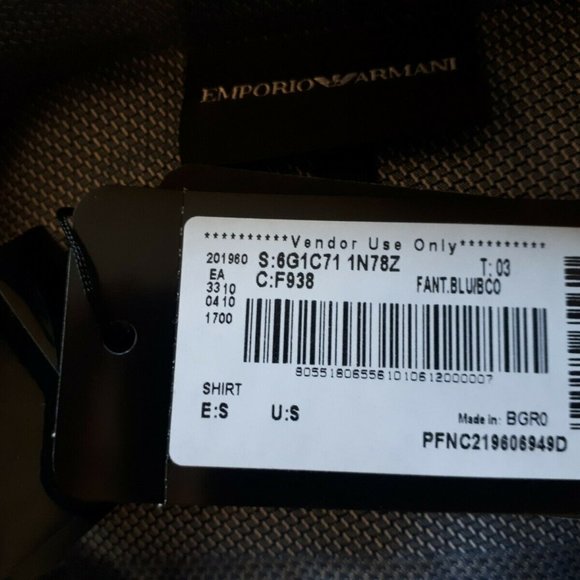 EMPORIO ARMANI
**********Vendor Use Only**********
201960 S:6G1C71 1N78Z T: 03
EA C:F938 FANT.BLU/BCO
3310
0410
1700
805518065561010612000007
SHIRT
E:S U:S Made in: BGR0
PFNC219606949D